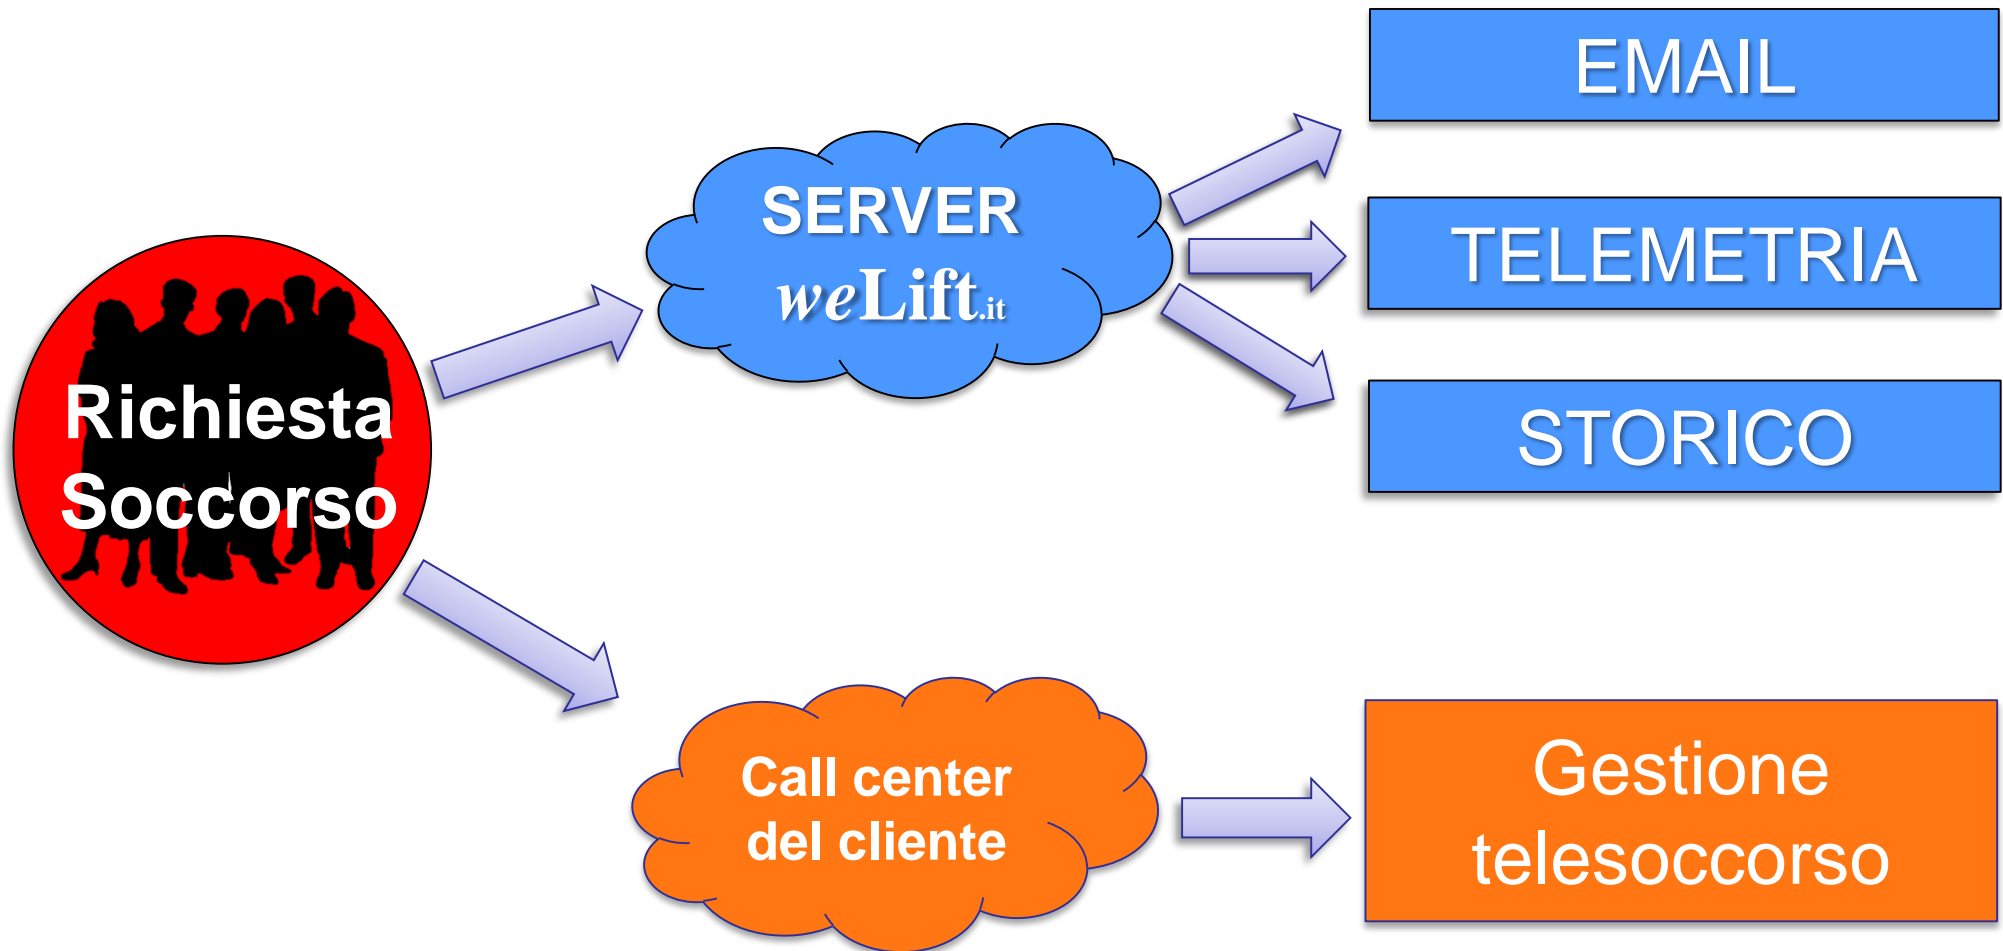 Richiesta
Soccorso
SERVER
weLift.it
EMAIL
TELEMETRIA
STORICO
Call center
del cliente
Gestione
telesoccorso